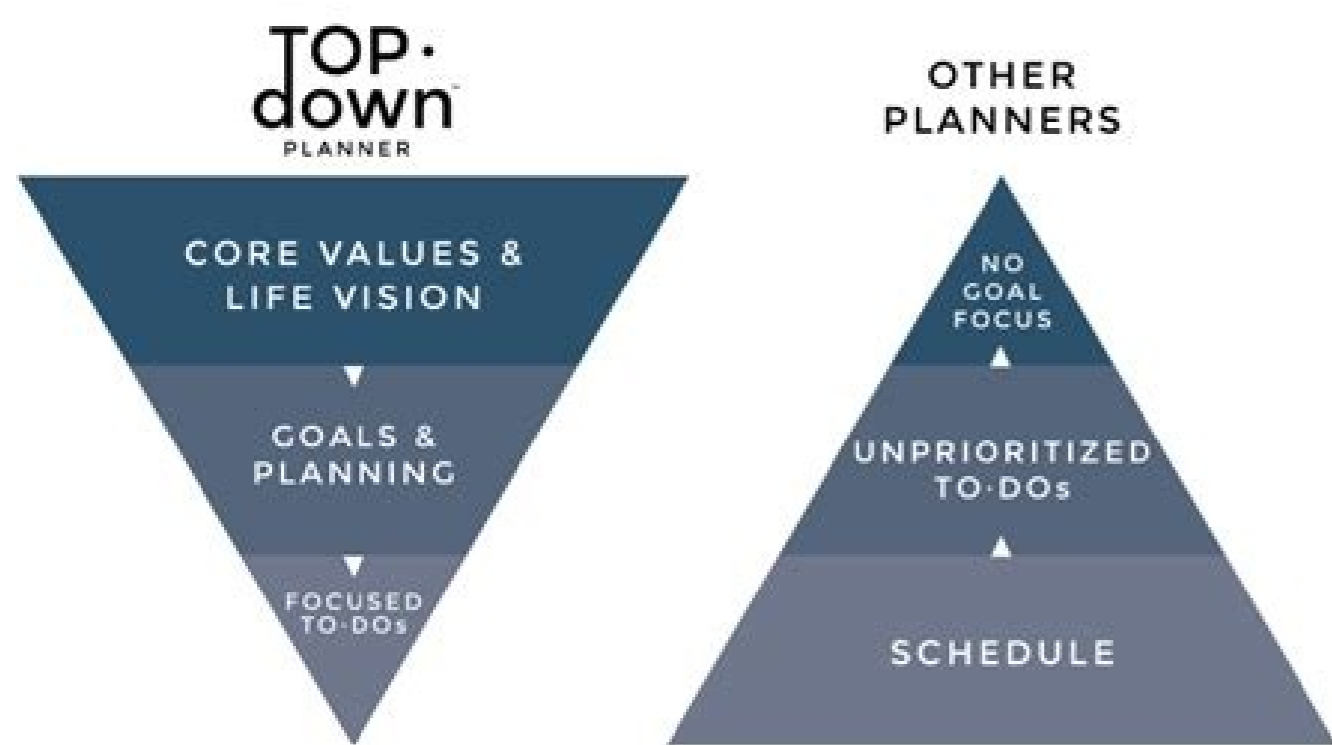 TOP·
down™
PLANNER
CORE VALUES &
LIFE VISION
GOALS &
PLANNING
FOCUSED
TO·DOs
OTHER
PLANNERS
NO
GOAL
FOCUS
UNPRIORITIZED
TO·DOs
SCHEDULE